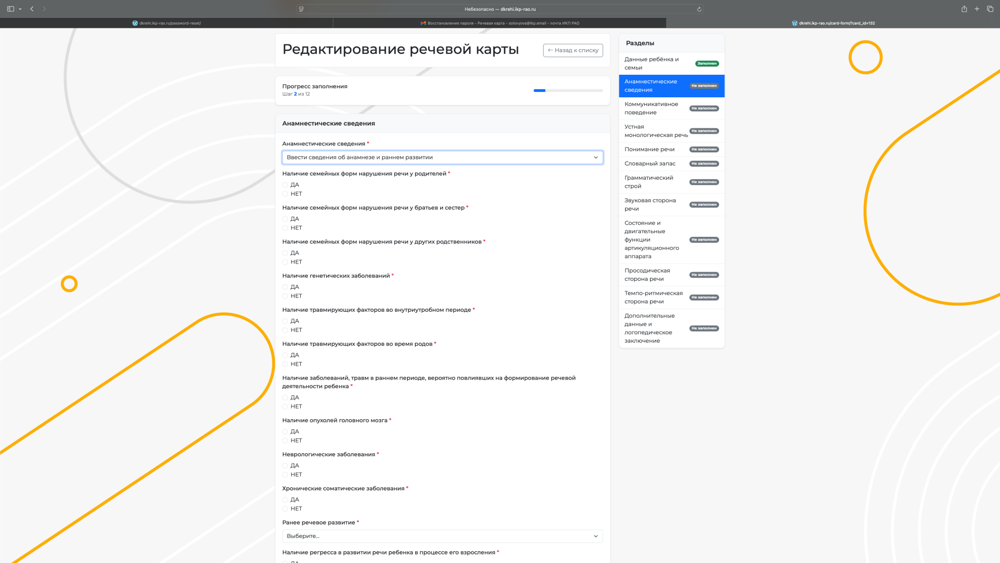 Небезопасно — dkrehi.ikp-rao.ru
dkrehi.ikp-rao.ru/password-reset/
Восстановление пароля - Речевая карта - solovyova@ikp.email - почта ИКП РАО
dkrehi.ikp-rao.ru/card-form/?card_id=132
Редактирование речевой карты
← Назад к списку
Прогресс заполнения
Шаг 2 из 12
Анамнестические сведения
Анамнестические сведения *
Ввести сведения об анамнезе и раннем развитии
Наличие семейных форм нарушения речи у родителей *
ДА
НЕТ
Наличие семейных форм нарушения речи у братьев и сестер *
ДА
НЕТ
Наличие семейных форм нарушения речи у других родственников *
ДА
НЕТ
Наличие генетических заболеваний *
ДА
НЕТ
Наличие травмирующих факторов во внутриутробном периоде *
ДА
НЕТ
Наличие травмирующих факторов во время родов *
ДА
НЕТ
Наличие заболеваний, травм в раннем периоде, вероятно повлиявших на формирование речевой
деятельности ребенка *
ДА
НЕТ
Наличие опухолей головного мозга *
ДА
НЕТ
Неврологические заболевания *
ДА
НЕТ
Хронические соматические заболевания *
ДА
НЕТ
Ранее речевое развитие *
Выберите...
Наличие регресса в развитии речи ребенка в процессе его взросления *
ДА
Разделы
Данные ребёнка и
семьи
Заполнен
Анамнестические
сведения
Не заполнен
Коммуникативное
поведение
Не заполнен
Устная
монологическая речь
Не заполнен
Понимание речи
Не заполнен
Словарный запас
Не заполнен
Грамматический
строй
Не заполнен
Звуковая сторона
речи
Не заполнен
Состояние и
двигательные
функции
артикуляционного
аппарата
Не заполнен
Просодическая
сторона речи
Не заполнен
Темпо-ритмическая
сторона речи
Не заполнен
Дополнительные
данные и
логопедическое
заключение
Не заполнен